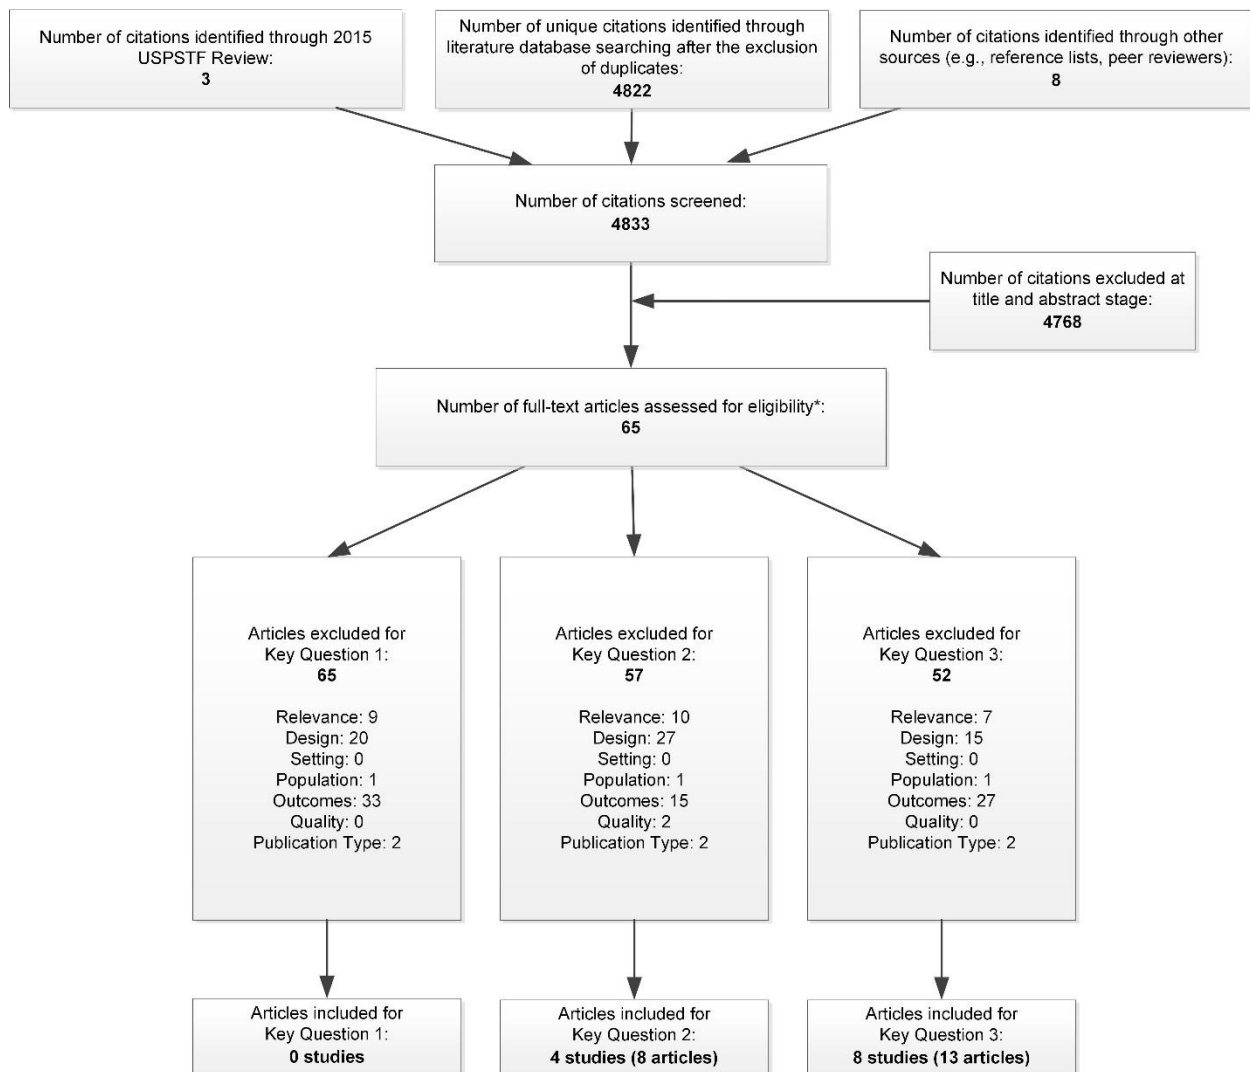 Number of citations identified through 2015
USPSTF Review:
3
Number of unique citations identified through
literature database searching after the exclusion
of duplicates:
4822
Number of citations identified through other
sources (e.g., reference lists, peer reviewers):
8
Number of citations screened:
4833
Number of citations excluded at
title and abstract stage:
4768
Number of full-text articles assessed for eligibility*:
65
Articles excluded for
Key Question 1:
65
Relevance: 9
Design: 20
Setting: 0
Population: 1
Outcomes: 33
Quality: 0
Publication Type: 2
Articles excluded for
Key Question 2:
57
Relevance: 10
Design: 27
Setting: 0
Population: 1
Outcomes: 15
Quality: 2
Publication Type: 2
Articles excluded for
Key Question 3:
52
Relevance: 7
Design: 15
Setting: 0
Population: 1
Outcomes: 27
Quality: 0
Publication Type: 2
Articles included for
Key Question 1:
0 studies
Articles included for
Key Question 2:
4 studies (8 articles)
Articles included for
Key Question 3:
8 studies (13 articles)